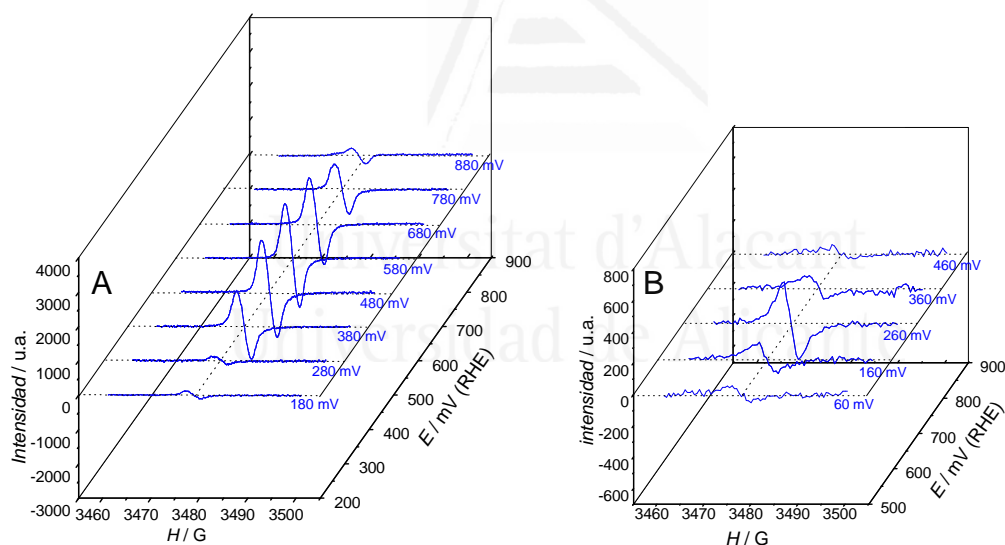 A
Intensidad / u.a.
4000
3000
2000
1000
0
-1000
-2000
-3000
3460 3470 3480 3490 3500
H / G
200
300
400
500
600
700
800
900
E / mV (RHE)
880 mV
780 mV
680 mV
580 mV
480 mV
380 mV
280 mV
180 mV
B
intensidad / u.a.
800
600
400
200
0
-200
-400
-600
3460 3470 3480 3490 3500
H / G
500
600
700
800
900
E / mV (RHE)
460 mV
360 mV
260 mV
160 mV
60 mV
Universitat d'Alacant
Universidad de Alicante